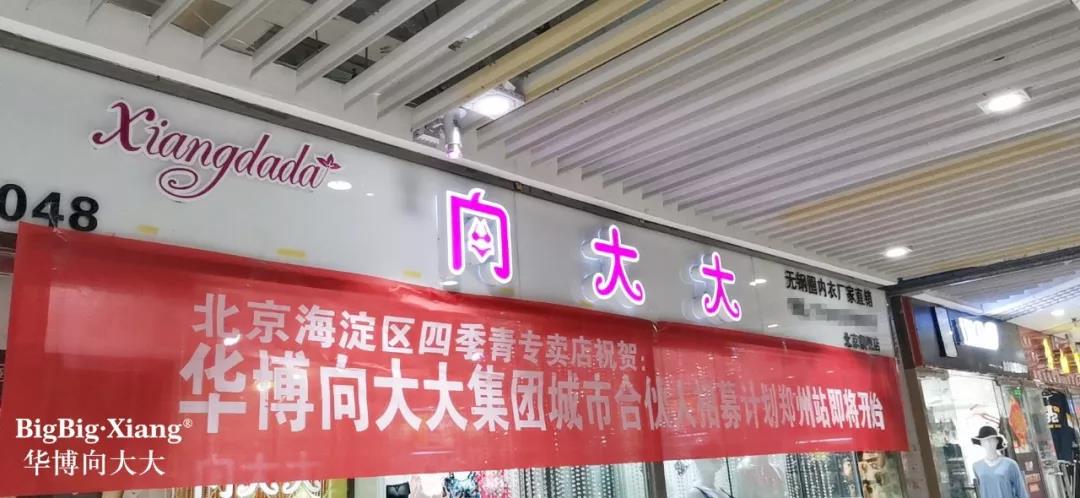 Xiangdada
048
向大大
无钢圈内衣厂家直销
北京海淀区四季青专卖店祝贺:
华博向大大集团城市合伙人招募计划郑州站即将开始
BigBig·Xiang®
华博向大大